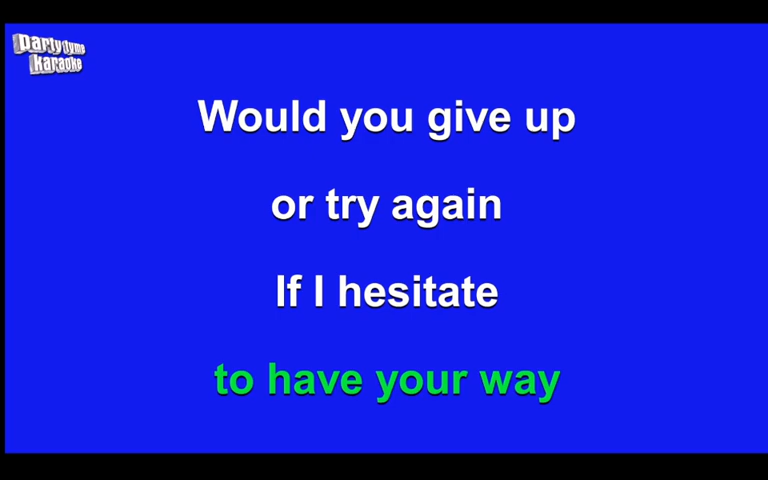 party tyme
karaoke
Would you give up
or try again
If I hesitate
to have your way